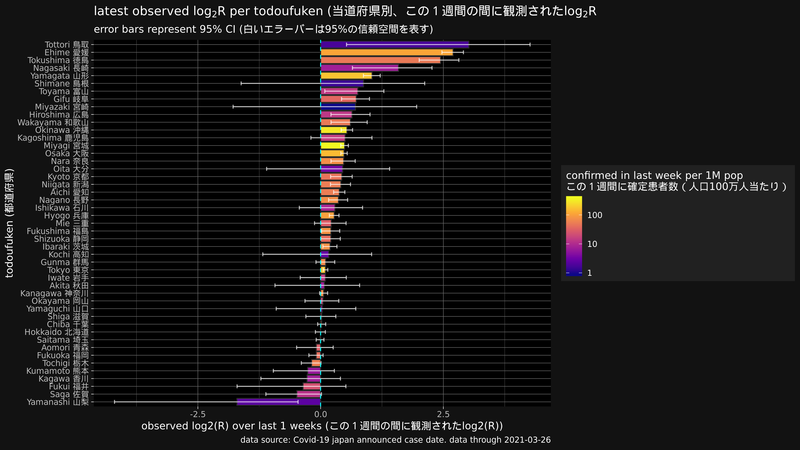 latest observed log₂R per todoufuken (当道府県別、この１週間の間に観測されたlog₂R
error bars represent 95% CI (白いエラーバーは95%の信頼空間を表す)
todoufuken (都道府県)
Tottori 鳥取
Ehime 愛媛
Tokushima 徳島
Nagasaki 長崎
Yamagata 山形
Shimane 島根
Toyama 富山
Gifu 岐阜
Miyazaki 宮崎
Hiroshima 広島
Wakayama 和歌山
Okinawa 沖縄
Kagoshima 鹿児島
Miyagi 宮城
Osaka 大阪
Nara 奈良
Oita 大分
Kyoto 京都
Niigata 新潟
Aichi 愛知
Nagano 長野
Ishikawa 石川
Hyogo 兵庫
Mie 三重
Fukushima 福島
Shizuoka 静岡
Ibaraki 茨城
Kochi 高知
Gunma 群馬
Tokyo 東京
Iwate 岩手
Akita 秋田
Kanagawa 神奈川
Okayama 岡山
Yamaguchi 山口
Shiga 滋賀
Chiba 千葉
Hokkaido 北海道
Saitama 埼玉
Aomori 青森
Fukuoka 福岡
Tochigi 栃木
Kumamoto 熊本
Kagawa 香川
Fukui 福井
Saga 佐賀
Yamanashi 山梨
-2.5 0.0 2.5
observed log2(R) over last 1 weeks (この１週間の間に観測されたlog2(R))
data source: Covid-19 japan announced case date. data through 2021-03-26
confirmed in last week per 1M pop
この１週間に確定患者数 ( 人口100万人当たり )
100
10
1